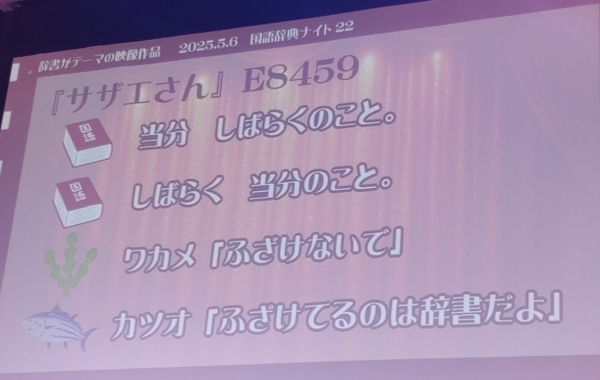 辞書がテーマの映像作品 2025.5.6 国語辞典ナイト22
『サザエさん』E8459
当分 しばらくのこと。
しばらく 当分のこと。
ワカメ「ふざけないで」
カツオ「ふざけてるのは辞書だよ」